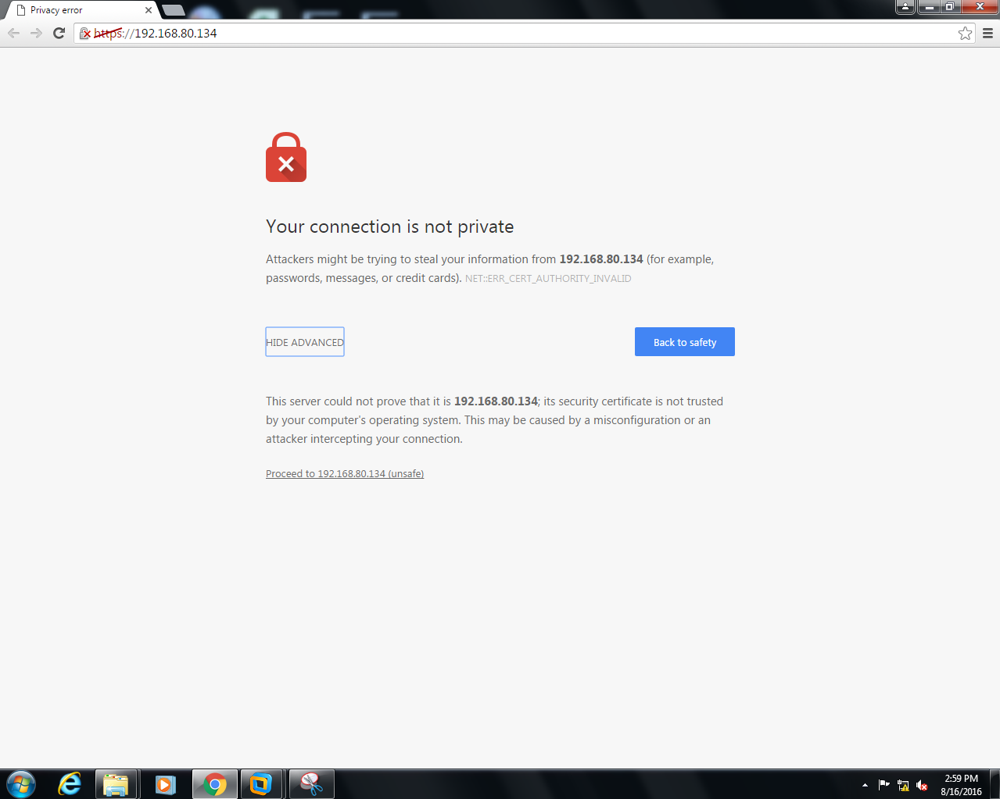 Privacy error
https://192.168.80.134
Your connection is not private
Attackers might be trying to steal your information from 192.168.80.134 (for example,
passwords, messages, or credit cards). NET::ERR_CERT_AUTHORITY_INVALID
HIDE ADVANCED
Back to safety
This server could not prove that it is 192.168.80.134; its security certificate is not trusted
by your computer's operating system. This may be caused by a misconfiguration or an
attacker intercepting your connection.
Proceed to 192.168.80.134 (unsafe)
2:59 PM
8/16/2016